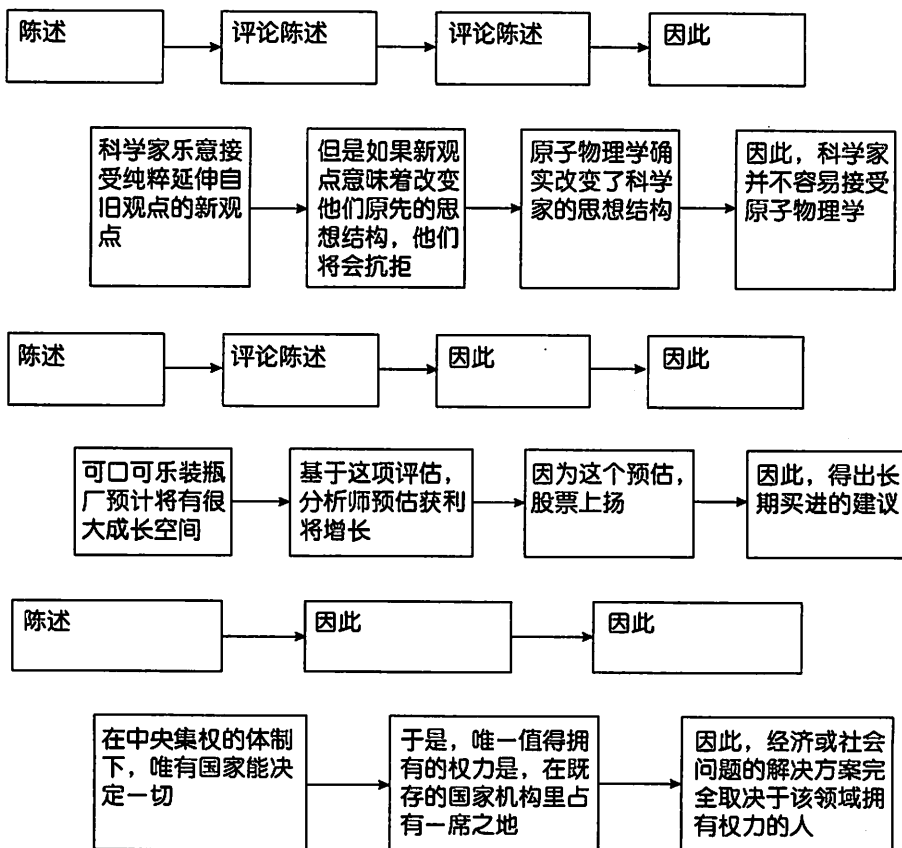 陈述
评论陈述
评论陈述
因此
科学家乐意接
受纯粹延伸自
旧观点的新观
点
但是如果新观
点意味着改变
他们原先的思
想结构，他们
将会抗拒
原子物理学确
实改变了科学
家的思想结构
因此，科学家
并不容易接受
原子物理学
陈述
评论陈述
因此
因此
可口可乐装瓶
厂预计将有很
大成长空间
基于这项评估，
分析师预估获利
将增长
因为这个预估，
股票上扬
因此，得出长
期买进的建议
陈述
因此
因此
在中央集权的体制
下，唯有国家能决
定一切
于是，唯一值得拥
有的权力是，在既
存的国家机构里占
有一席之地
因此，经济或社会
问题的解决方案完
全取决于该领域拥
有权力的人